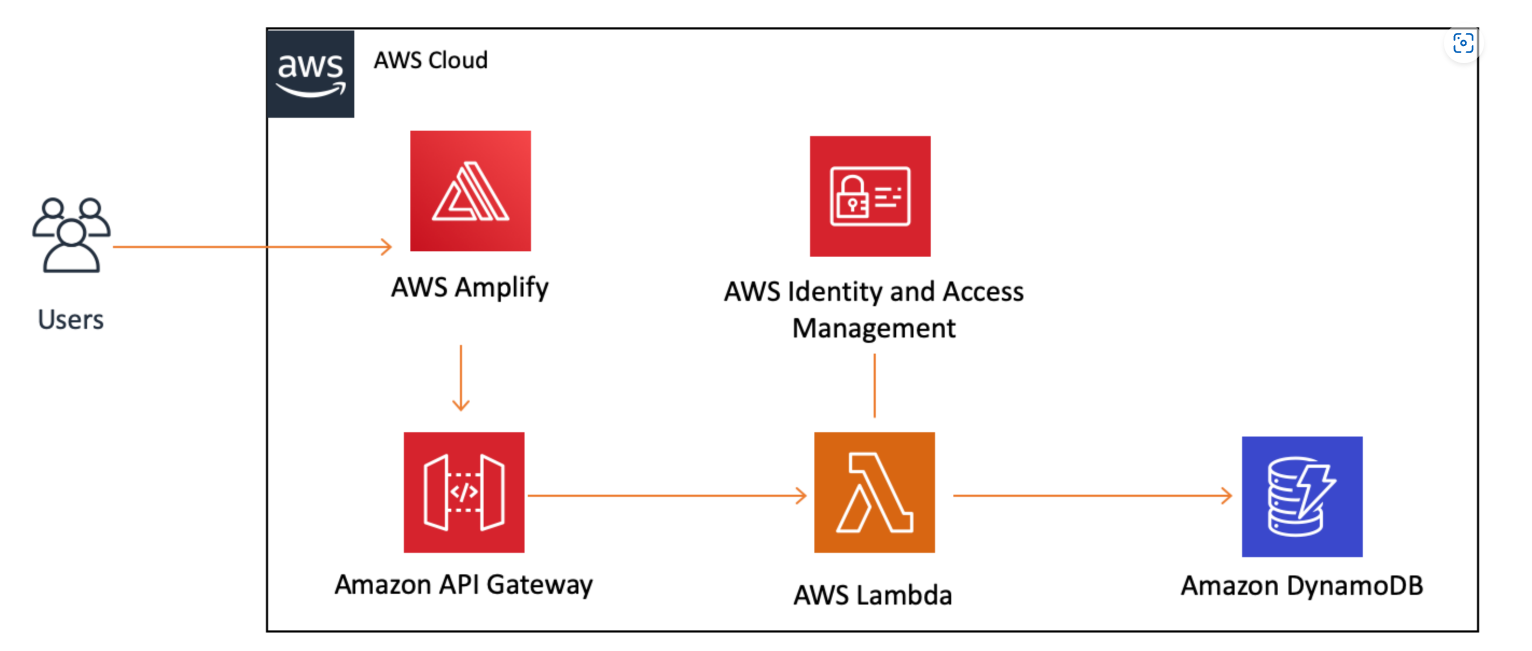 aws
AWS Cloud
Users
AWS Amplify
AWS Identity and Access
Management
</>
Amazon API Gateway
AWS Lambda
Amazon DynamoDB